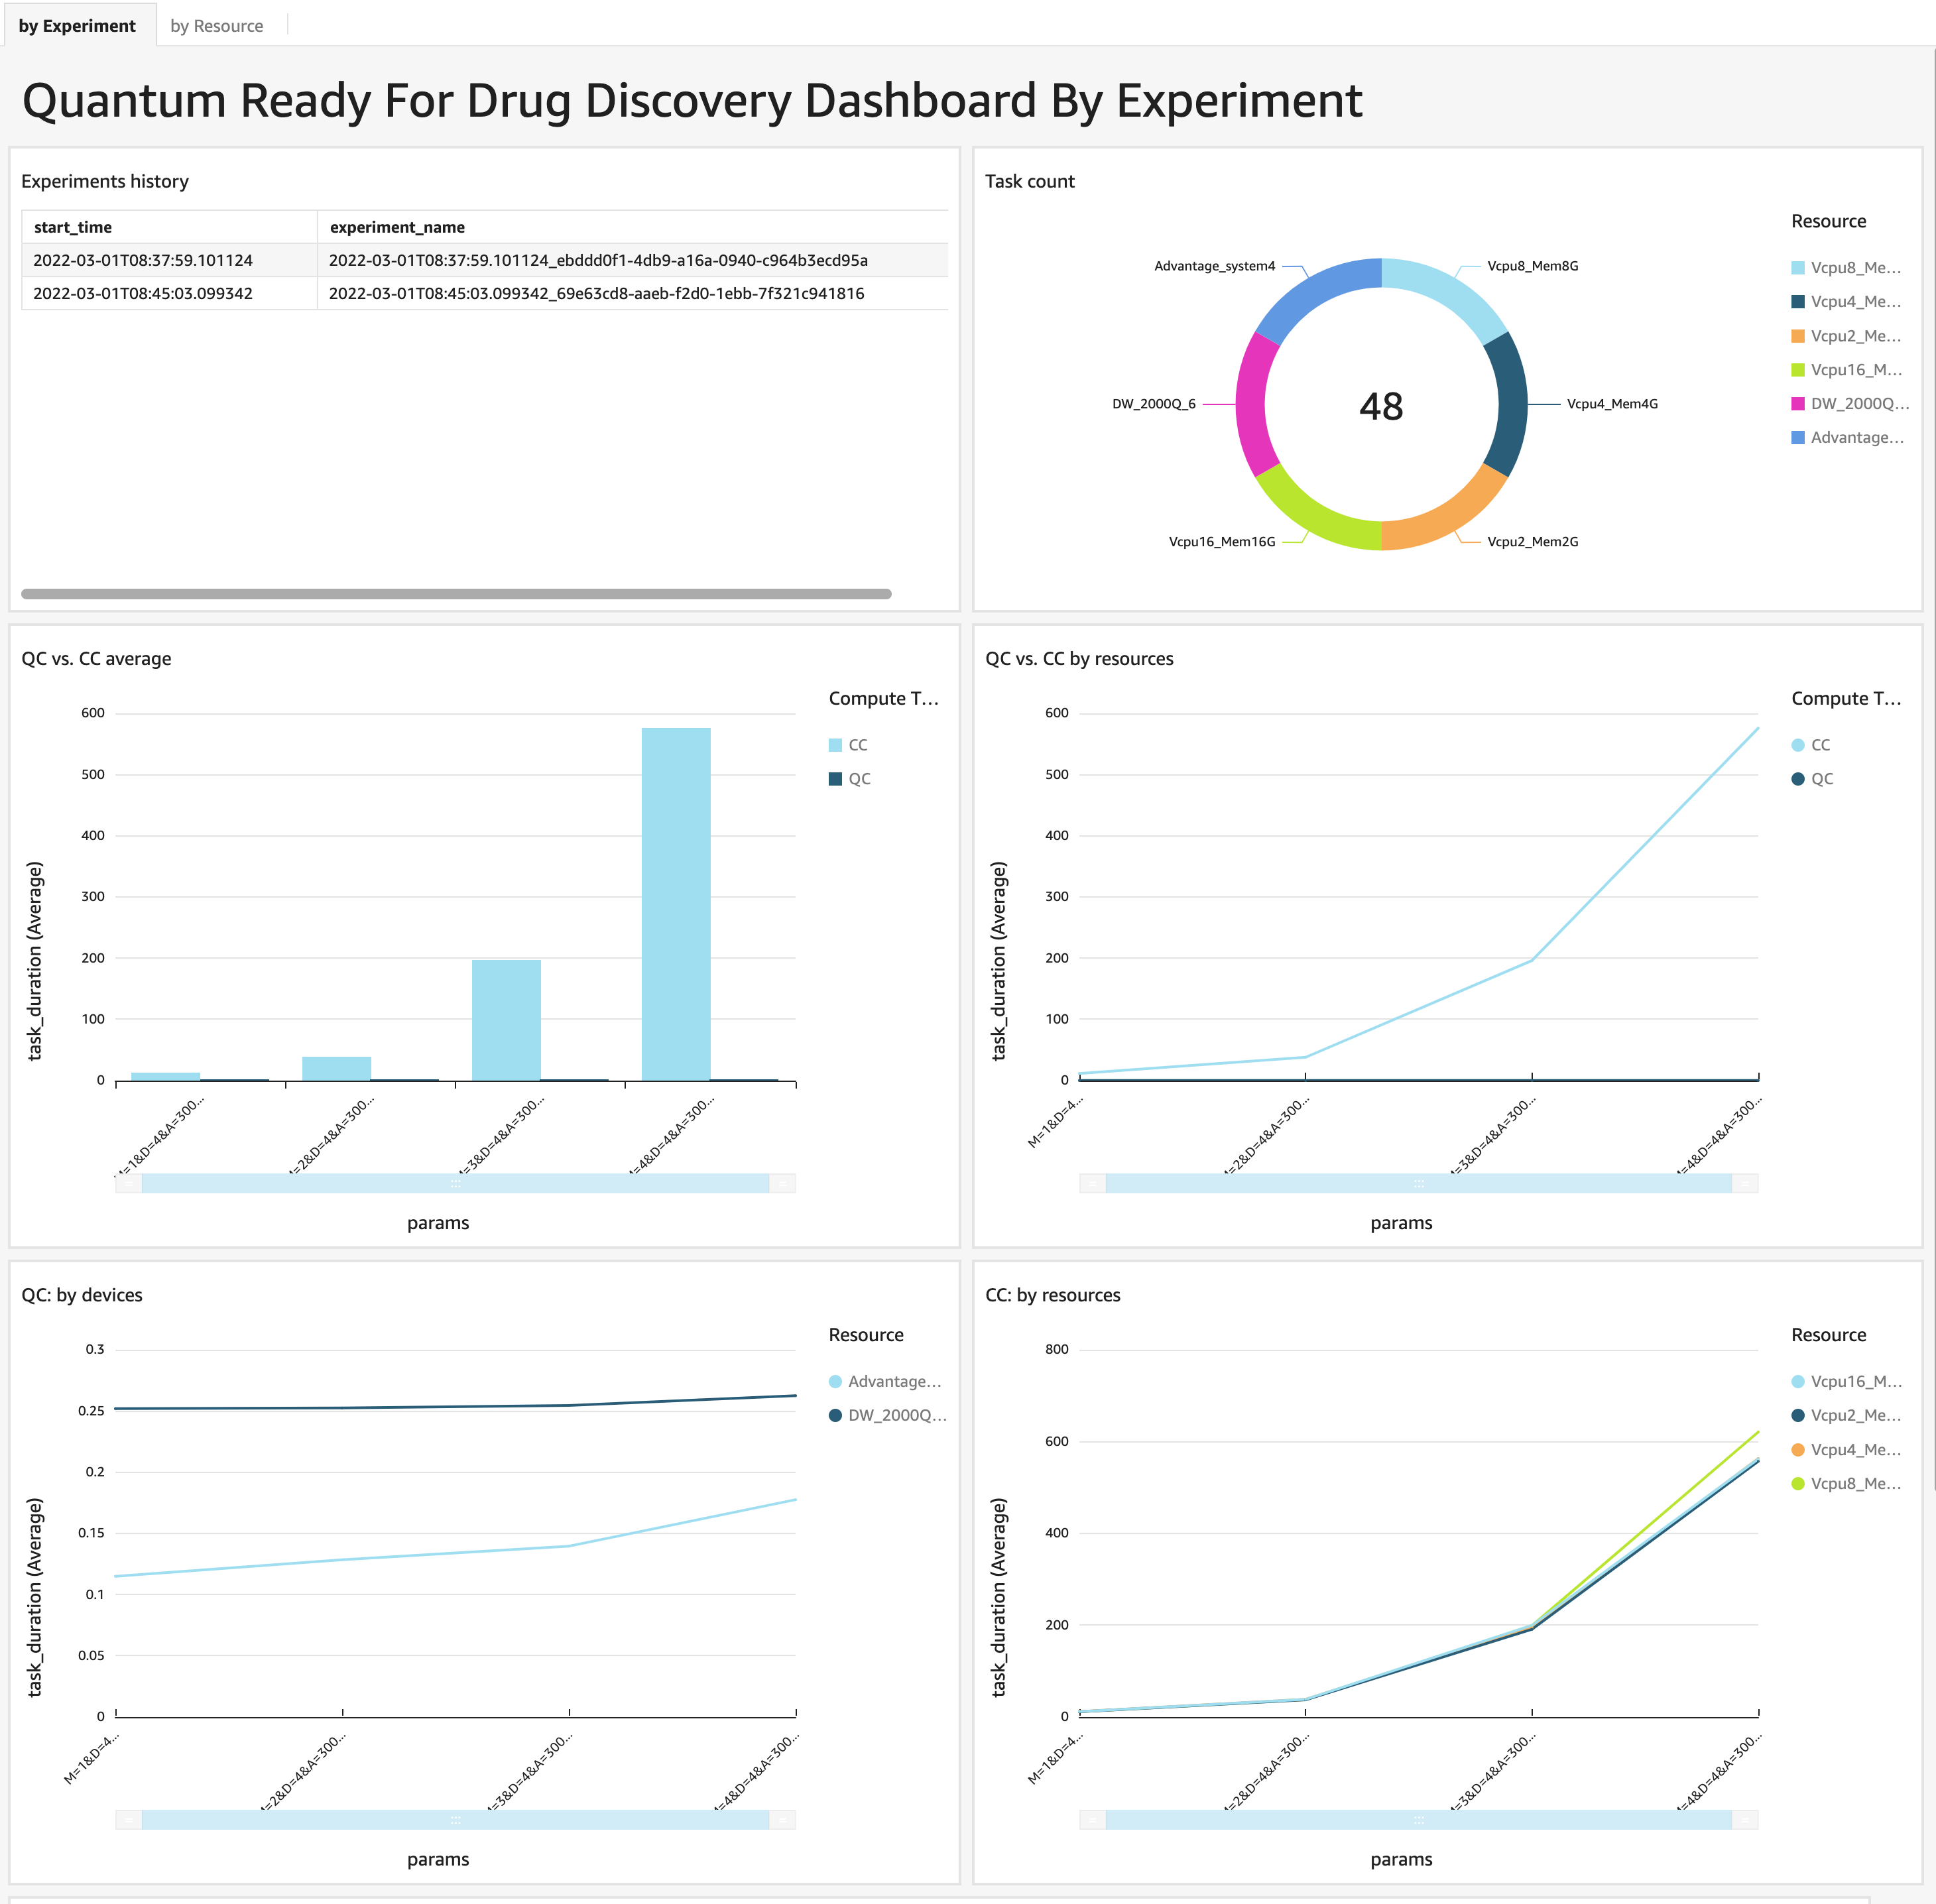 by Experiment
by Resource
Quantum Ready For Drug Discovery Dashboard By Experiment
Experiments history
start_time experiment_name
2022-03-01T08:37:59.101124 2022-03-01T08:37:59.101124_ebddd0f1-4db9-a16a-0940-c964b3ecd95a
2022-03-01T08:45:03.099342 2022-03-01T08:45:03.099342_69e63cd8-aaeb-f2d0-1ebb-7f321c941816
Task count
Advantage_system4
Vcpu8_Mem8G
DW_2000Q_6
48
Vcpu4_Mem4G
Vcpu16_Mem16G
Vcpu2_Mem2G
Resource
Vcpu8_Me...
Vcpu4_Me...
Vcpu2_Me...
Vcpu16_M...
DW_2000Q...
Advantage...
QC vs. CC average
task_duration (Average)
600
500
400
300
200
100
0
M=1&D=4&A=300...
M=2&D=4&A=300...
M=3&D=4&A=300...
M=4&D=4&A=300...
params
Compute T...
CC
QC
QC vs. CC by resources
task_duration (Average)
600
500
400
300
200
100
0
M=1&D=4...
M=2&D=4&A=300...
M=3&D=4&A=300...
M=4&D=4&A=300...
params
Compute T...
CC
QC
QC: by devices
task_duration (Average)
0.3
0.25
0.2
0.15
0.1
0.05
0
M=1&D=4...
M=2&D=4&A=300...
M=3&D=4&A=300...
M=4&D=4&A=300...
params
Resource
Advantage...
DW_2000Q...
CC: by resources
task_duration (Average)
800
600
400
200
0
M=1&D=4...
M=2&D=4&A=300...
M=3&D=4&A=300...
M=4&D=4&A=300...
params
Resource
Vcpu16_M...
Vcpu2_Me...
Vcpu4_Me...
Vcpu8_Me...